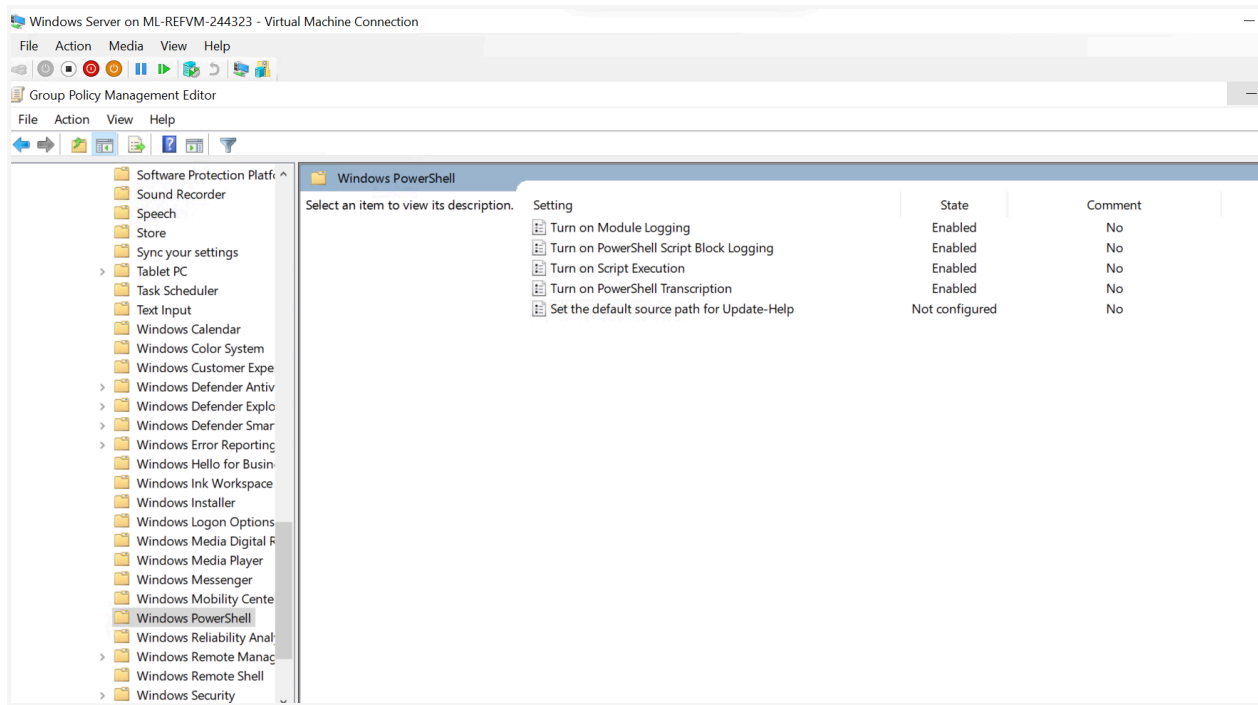 Windows Server on ML-REFVM-244323 - Virtual Machine Connection
File Action Media View Help
Group Policy Management Editor
File Action View Help
Software Protection Platfo
Sound Recorder
Speech
Store
Sync your settings
Tablet PC
Task Scheduler
Text Input
Windows Calendar
Windows Color System
Windows Customer Expe
Windows Defender Antiv
Windows Defender Explo
Windows Defender Smar
Windows Error Reporting
Windows Hello for Busin
Windows Ink Workspace
Windows Installer
Windows Logon Options
Windows Media Digital R
Windows Media Player
Windows Messenger
Windows Mobility Cente
Windows PowerShell
Windows Reliability Anal
Windows Remote Manag
Windows Remote Shell
Windows Security
Windows PowerShell
Select an item to view its description.
Setting State Comment
Turn on Module Logging Enabled No
Turn on PowerShell Script Block Logging Enabled No
Turn on Script Execution Enabled No
Turn on PowerShell Transcription Enabled No
Set the default source path for Update-Help Not configured No